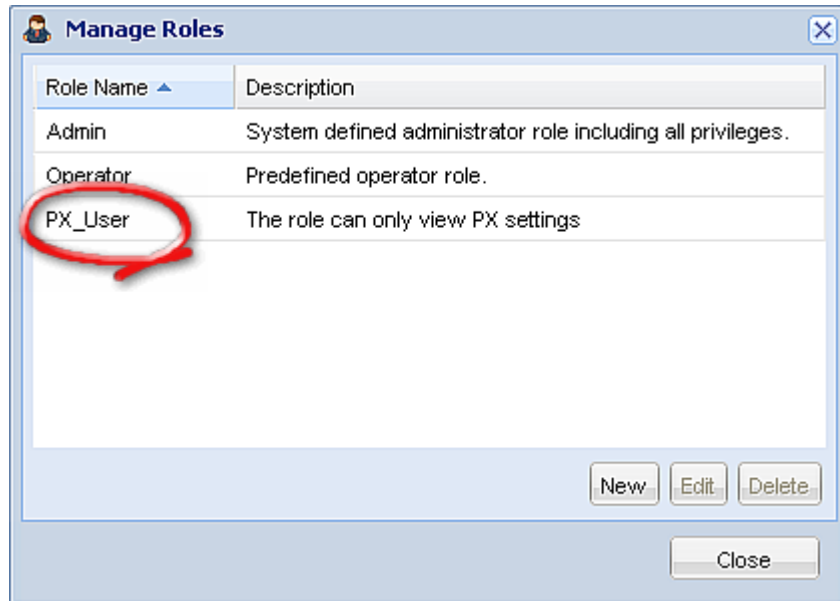 Manage Roles
Role Name Description
Admin System defined administrator role including all privileges.
Operator Predefined operator role.
PX_User The role can only view PX settings
New Edit Delete
Close